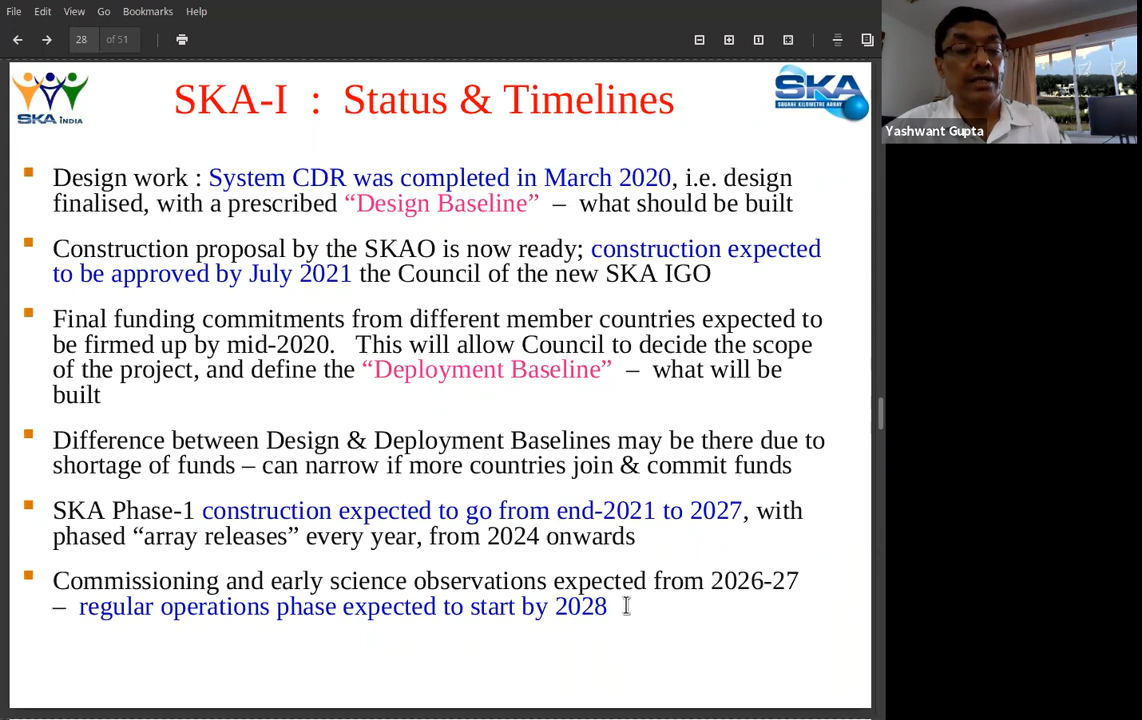 File Edit View Go Bookmarks Help
28 of 51
SKA INDIA
SKA-I : Status & Timelines
SKA
SQUARE KILOMETRE ARRAY
Yashwant Gupta
Design work : System CDR was completed in March 2020, i.e. design
finalised, with a prescribed “Design Baseline” – what should be built
Construction proposal by the SKAO is now ready; construction expected
to be approved by July 2021 the Council of the new SKA IGO
Final funding commitments from different member countries expected to
be firmed up by mid-2020. This will allow Council to decide the scope
of the project, and define the “Deployment Baseline” – what will be
built
Difference between Design & Deployment Baselines may be there due to
shortage of funds – can narrow if more countries join & commit funds
SKA Phase-1 construction expected to go from end-2021 to 2027, with
phased “array releases” every year, from 2024 onwards
Commissioning and early science observations expected from 2026-27
– regular operations phase expected to start by 2028